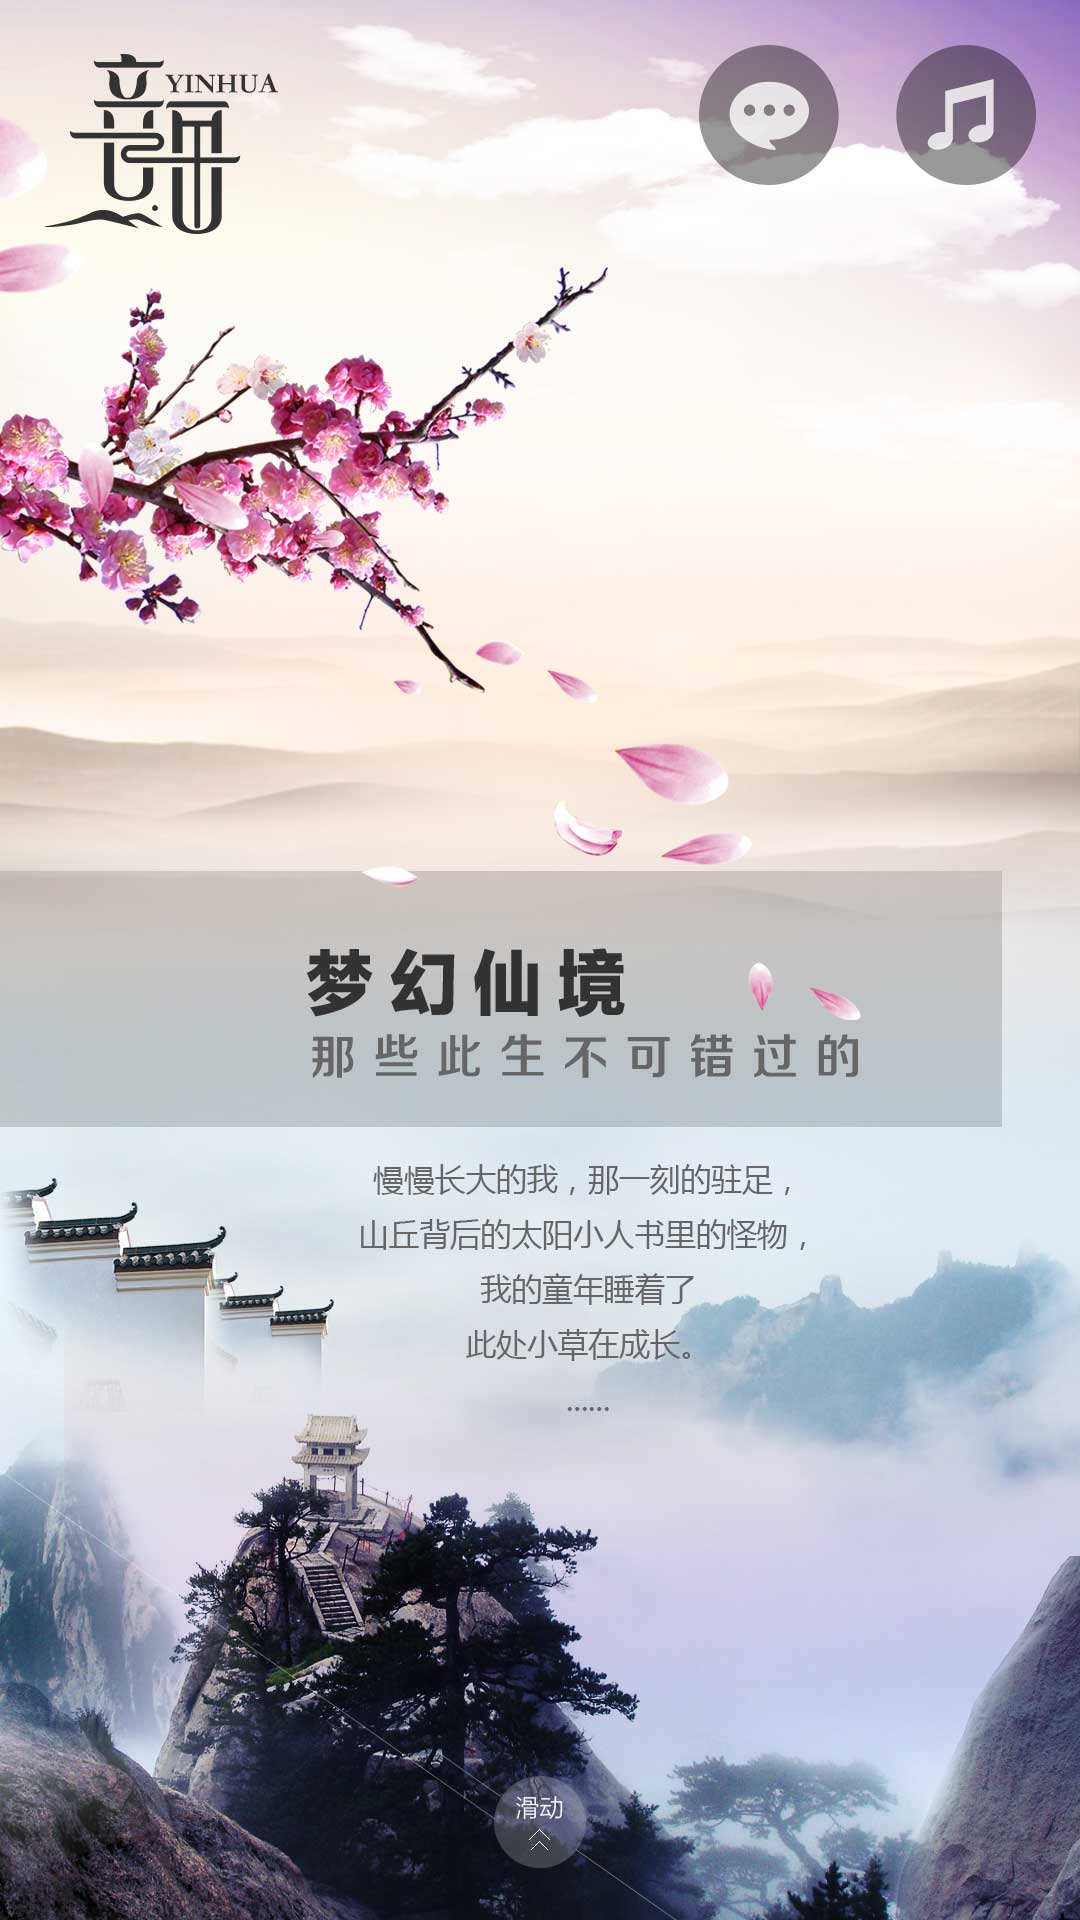 YINHUA
梦幻仙境
那些此生不可错过的
慢慢长大的我，那一刻的驻足，
山丘背后的太阳小人书里的怪物，
我的童年睡着了
此处小草在成长。
......
滑动